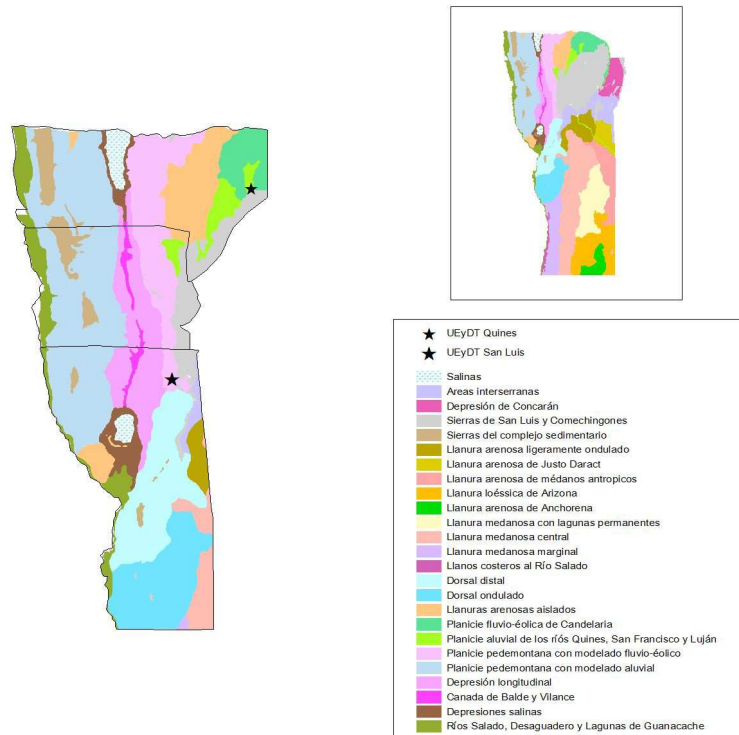 UEyDT Quines
UEyDT San Luis
Salinas
Areas interserranas
Depresión de Concarán
Sierras de San Luis y Comechingones
Sierras del complejo sedimentario
Llanura arenosa ligeramente ondulado
Llanura arenosa de Justo Daract
Llanura arenosa de médanos antropicos
Llanura loéssica de Arizona
Llanura arenosa de Anchorena
Llanura medanosa con lagunas permanentes
Llanura medanosa central
Llanura medanosa marginal
Llanos costeros al Río Salado
Dorsal distal
Dorsal ondulado
Llanuras arenosas aislados
Planicie fluvio-éolica de Candelaria
Planicie aluvial de los ríós Quines, San Francisco y Luján
Planicie pedemontana con modelado fluvio-éolico
Planicie pedemontana con modelado aluvial
Depresión longitudinal
Canada de Balde y Vilance
Depresiones salinas
Ríos Salado, Desaguadero y Lagunas de Guanacache